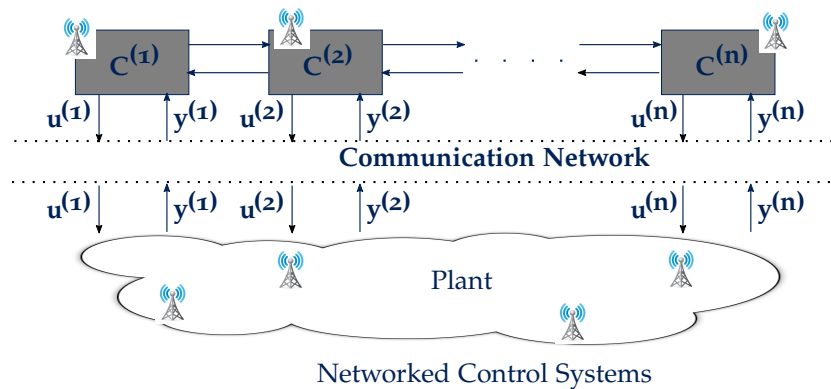 C⁽¹⁾ C⁽²⁾ . . . . C⁽ⁿ⁾
u⁽¹⁾ y⁽¹⁾ u⁽²⁾ y⁽²⁾ u⁽ⁿ⁾ y⁽ⁿ⁾
Communication Network
u⁽¹⁾ y⁽¹⁾ u⁽²⁾ y⁽²⁾ u⁽ⁿ⁾ y⁽ⁿ⁾
Plant
Networked Control Systems